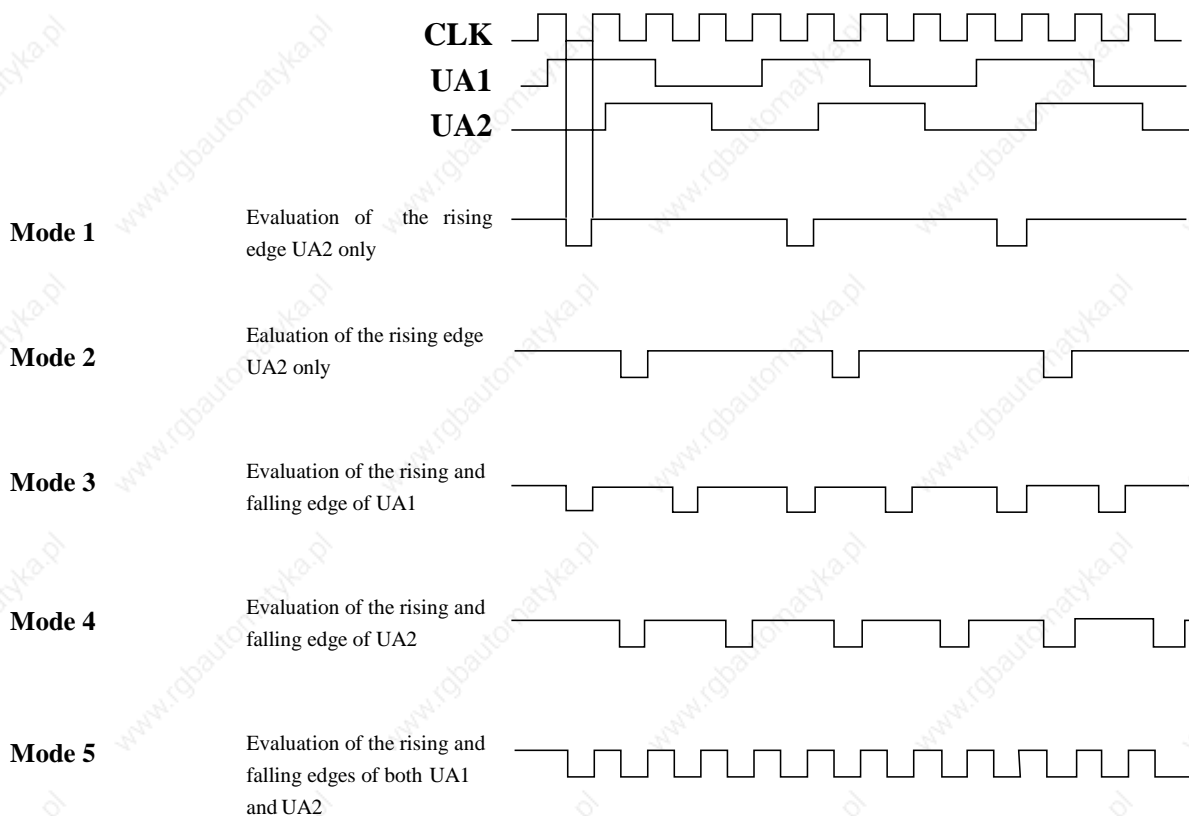 CLK
UA1
UA2
Mode 1
Evaluation of the rising
edge UA2 only
Mode 2
Ealuation of the rising edge
UA2 only
Mode 3
Evaluation of the rising and
falling edge of UA1
Mode 4
Evaluation of the rising and
falling edge of UA2
Mode 5
Evaluation of the rising and
falling edges of both UA1
and UA2
www.rgbautomatyka.pl